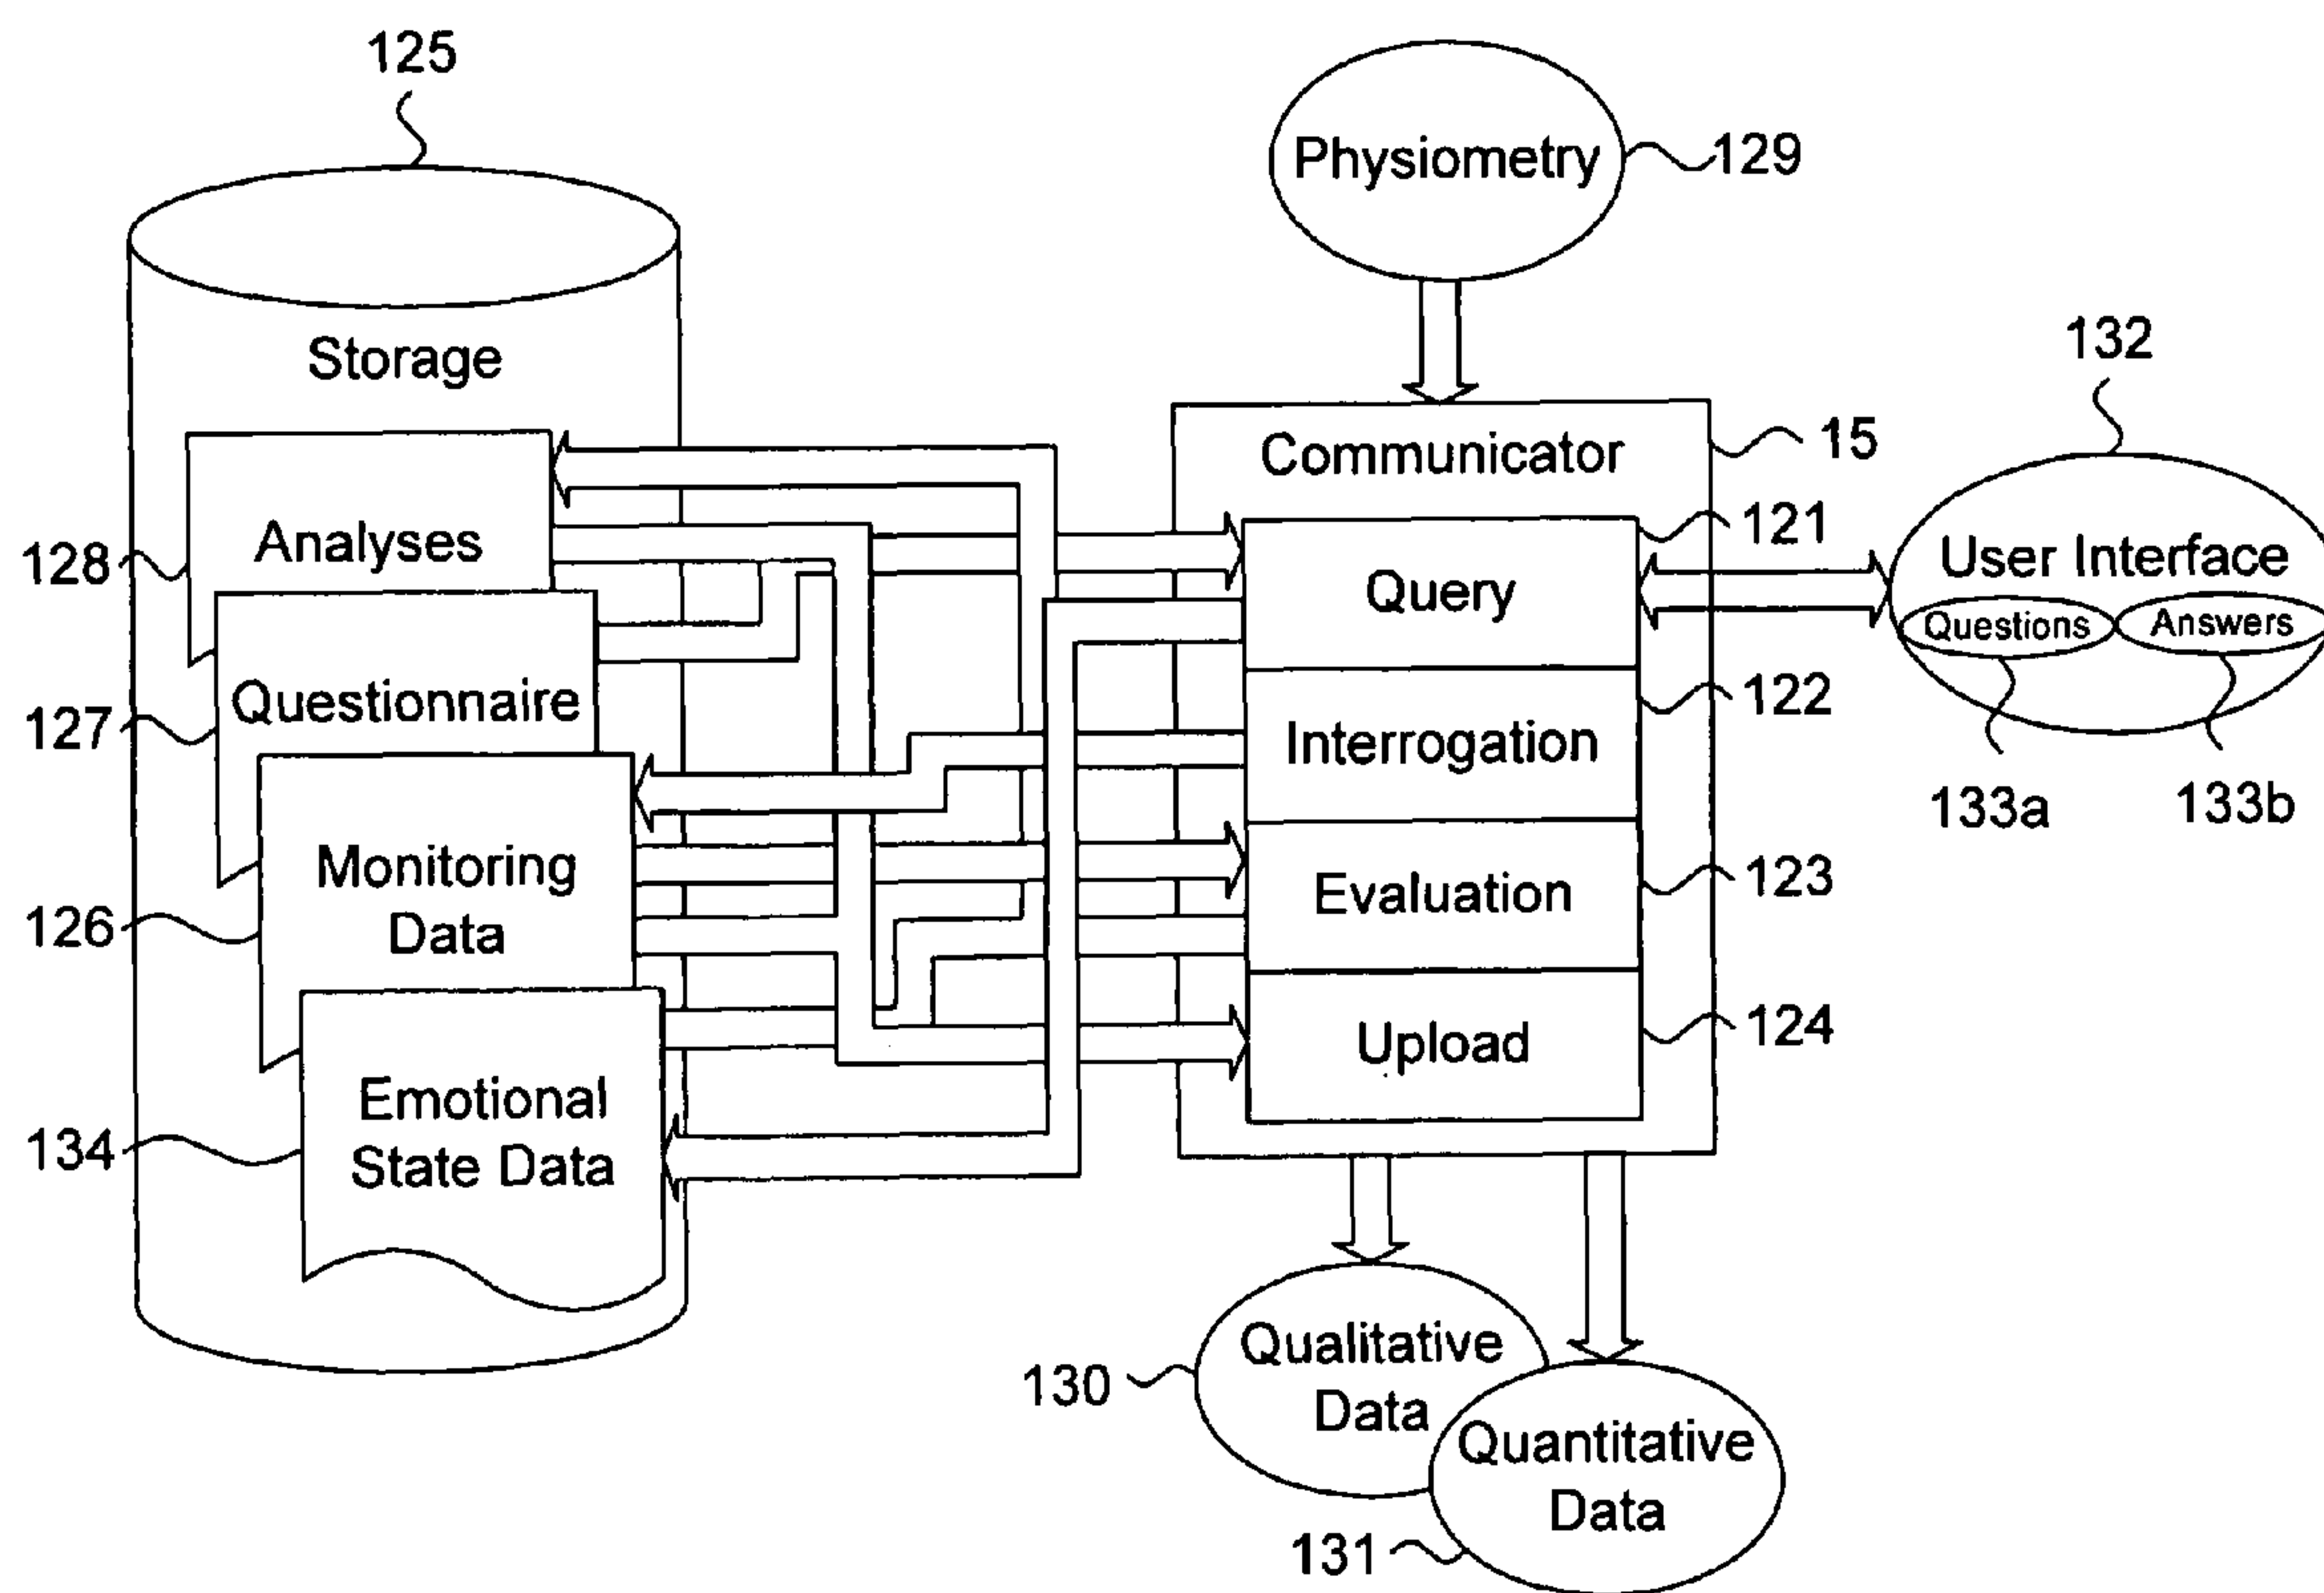 125
Physiometry
129
Storage
132
Communicator
15
121
Analyses
128
Query
User Interface
Questions
Answers
122
Questionnaire
127
Interrogation
133a
133b
Monitoring
Data
126
Evaluation
123
Upload
124
Emotional
State Data
134
Qualitative
Data
130
Quantitative
Data
131